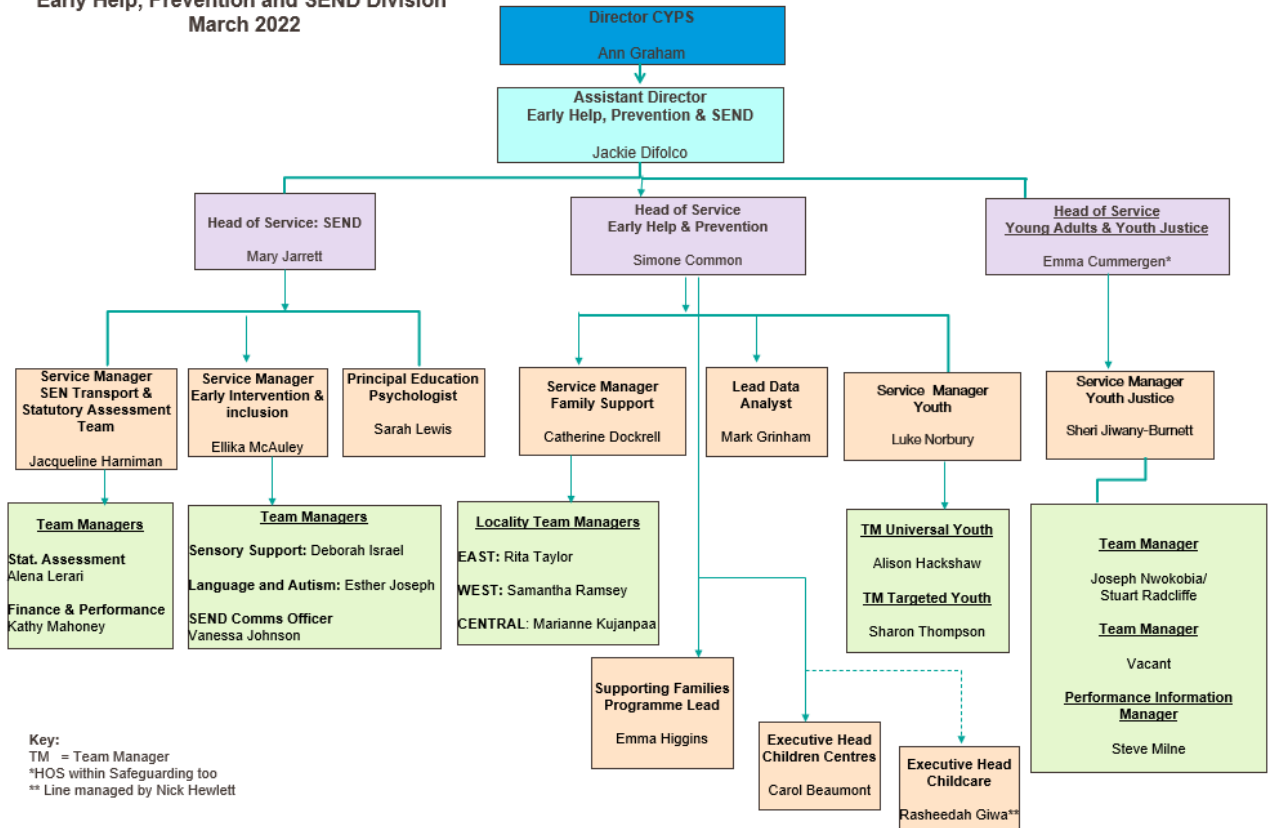 Early Help, Prevention and SEND Division
March 2022
Director CYPS
Ann Graham
Assistant Director
Early Help, Prevention & SEND
Jackie Difolco
Head of Service: SEND
Mary Jarrett
Head of Service
Early Help & Prevention
Simone Common
Head of Service
Young Adults & Youth Justice
Emma Cummergen*
Service Manager
SEN Transport &
Statutory Assessment
Team
Jacqueline Harniman
Service Manager
Early Intervention &
inclusion
Ellika McAuley
Principal Education
Psychologist
Sarah Lewis
Service Manager
Family Support
Catherine Dockrell
Lead Data
Analyst
Mark Grinham
Service Manager
Youth
Luke Norbury
Service Manager
Youth Justice
Sheri Jiwany-Burnett
Team Managers
Stat. Assessment
Alena Lerari
Finance & Performance
Kathy Mahoney
Team Managers
Sensory Support: Deborah Israel
Language and Autism: Esther Joseph
SEND Comms Officer
Vanessa Johnson
Locality Team Managers
EAST: Rita Taylor
WEST: Samantha Ramsey
CENTRAL: Marianne Kujanpaa
TM Universal Youth
Alison Hackshaw
TM Targeted Youth
Sharon Thompson
Team Manager
Joseph Nwokobia/
Stuart Radcliffe
Team Manager
Vacant
Performance Information
Manager
Steve Milne
Supporting Families
Programme Lead
Emma Higgins
Executive Head
Children Centres
Carol Beaumont
Executive Head
Childcare
Rasheedah Giwa**
Key:
TM = Team Manager
*HOS within Safeguarding too
** Line managed by Nick Hewlett